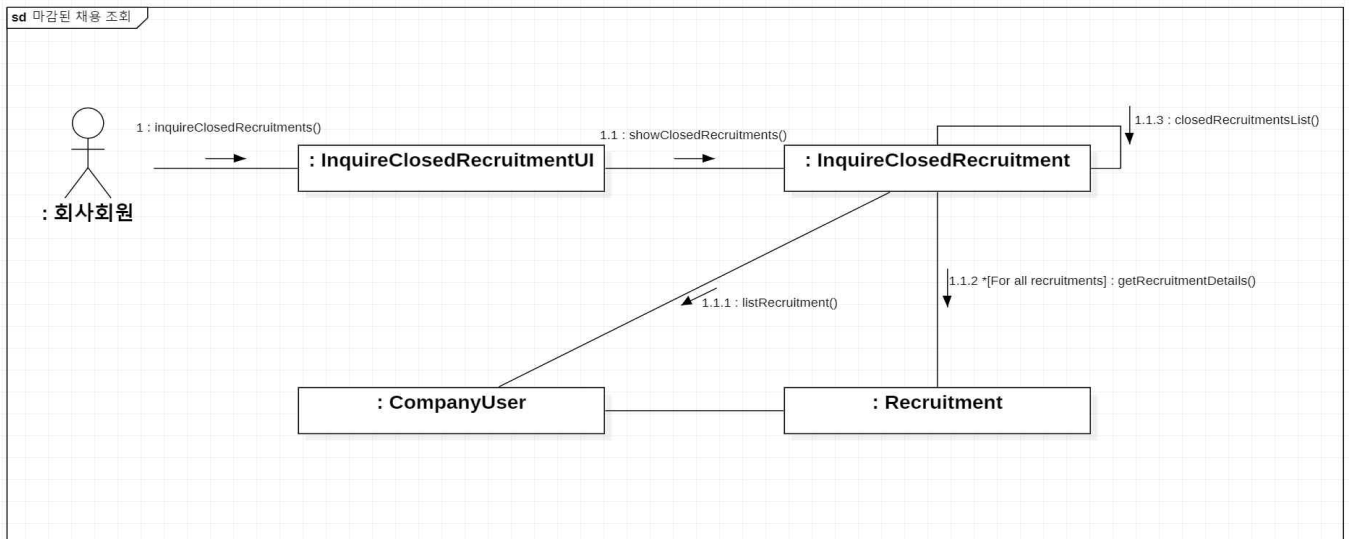 sd 마감된 채용 조회
1 : inquireClosedRecruitments()
1.1 : showClosedRecruitments()
1.1.3 : closedRecruitmentsList()
: InquireClosedRecruitmentUI
: InquireClosedRecruitment
: 회사회원
1.1.2 *[For all recruitments] : getRecruitmentDetails()
1.1.1 : listRecruitment()
: CompanyUser
: Recruitment